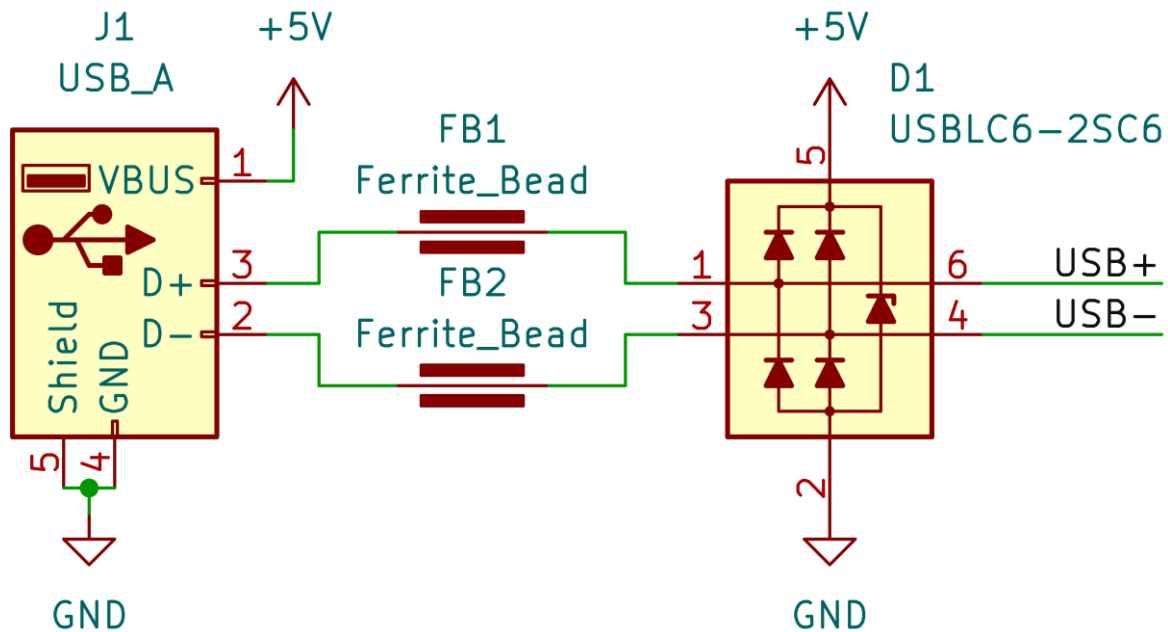 J1
USB_A
+5V
VBUS
1
D+
3
D-
2
Shield
GND
5
4
GND
FB1
Ferrite_Bead
FB2
Ferrite_Bead
+5V
D1
USBLC6-2SC6
5
1
3
6
4
2
USB+
USB-
GND